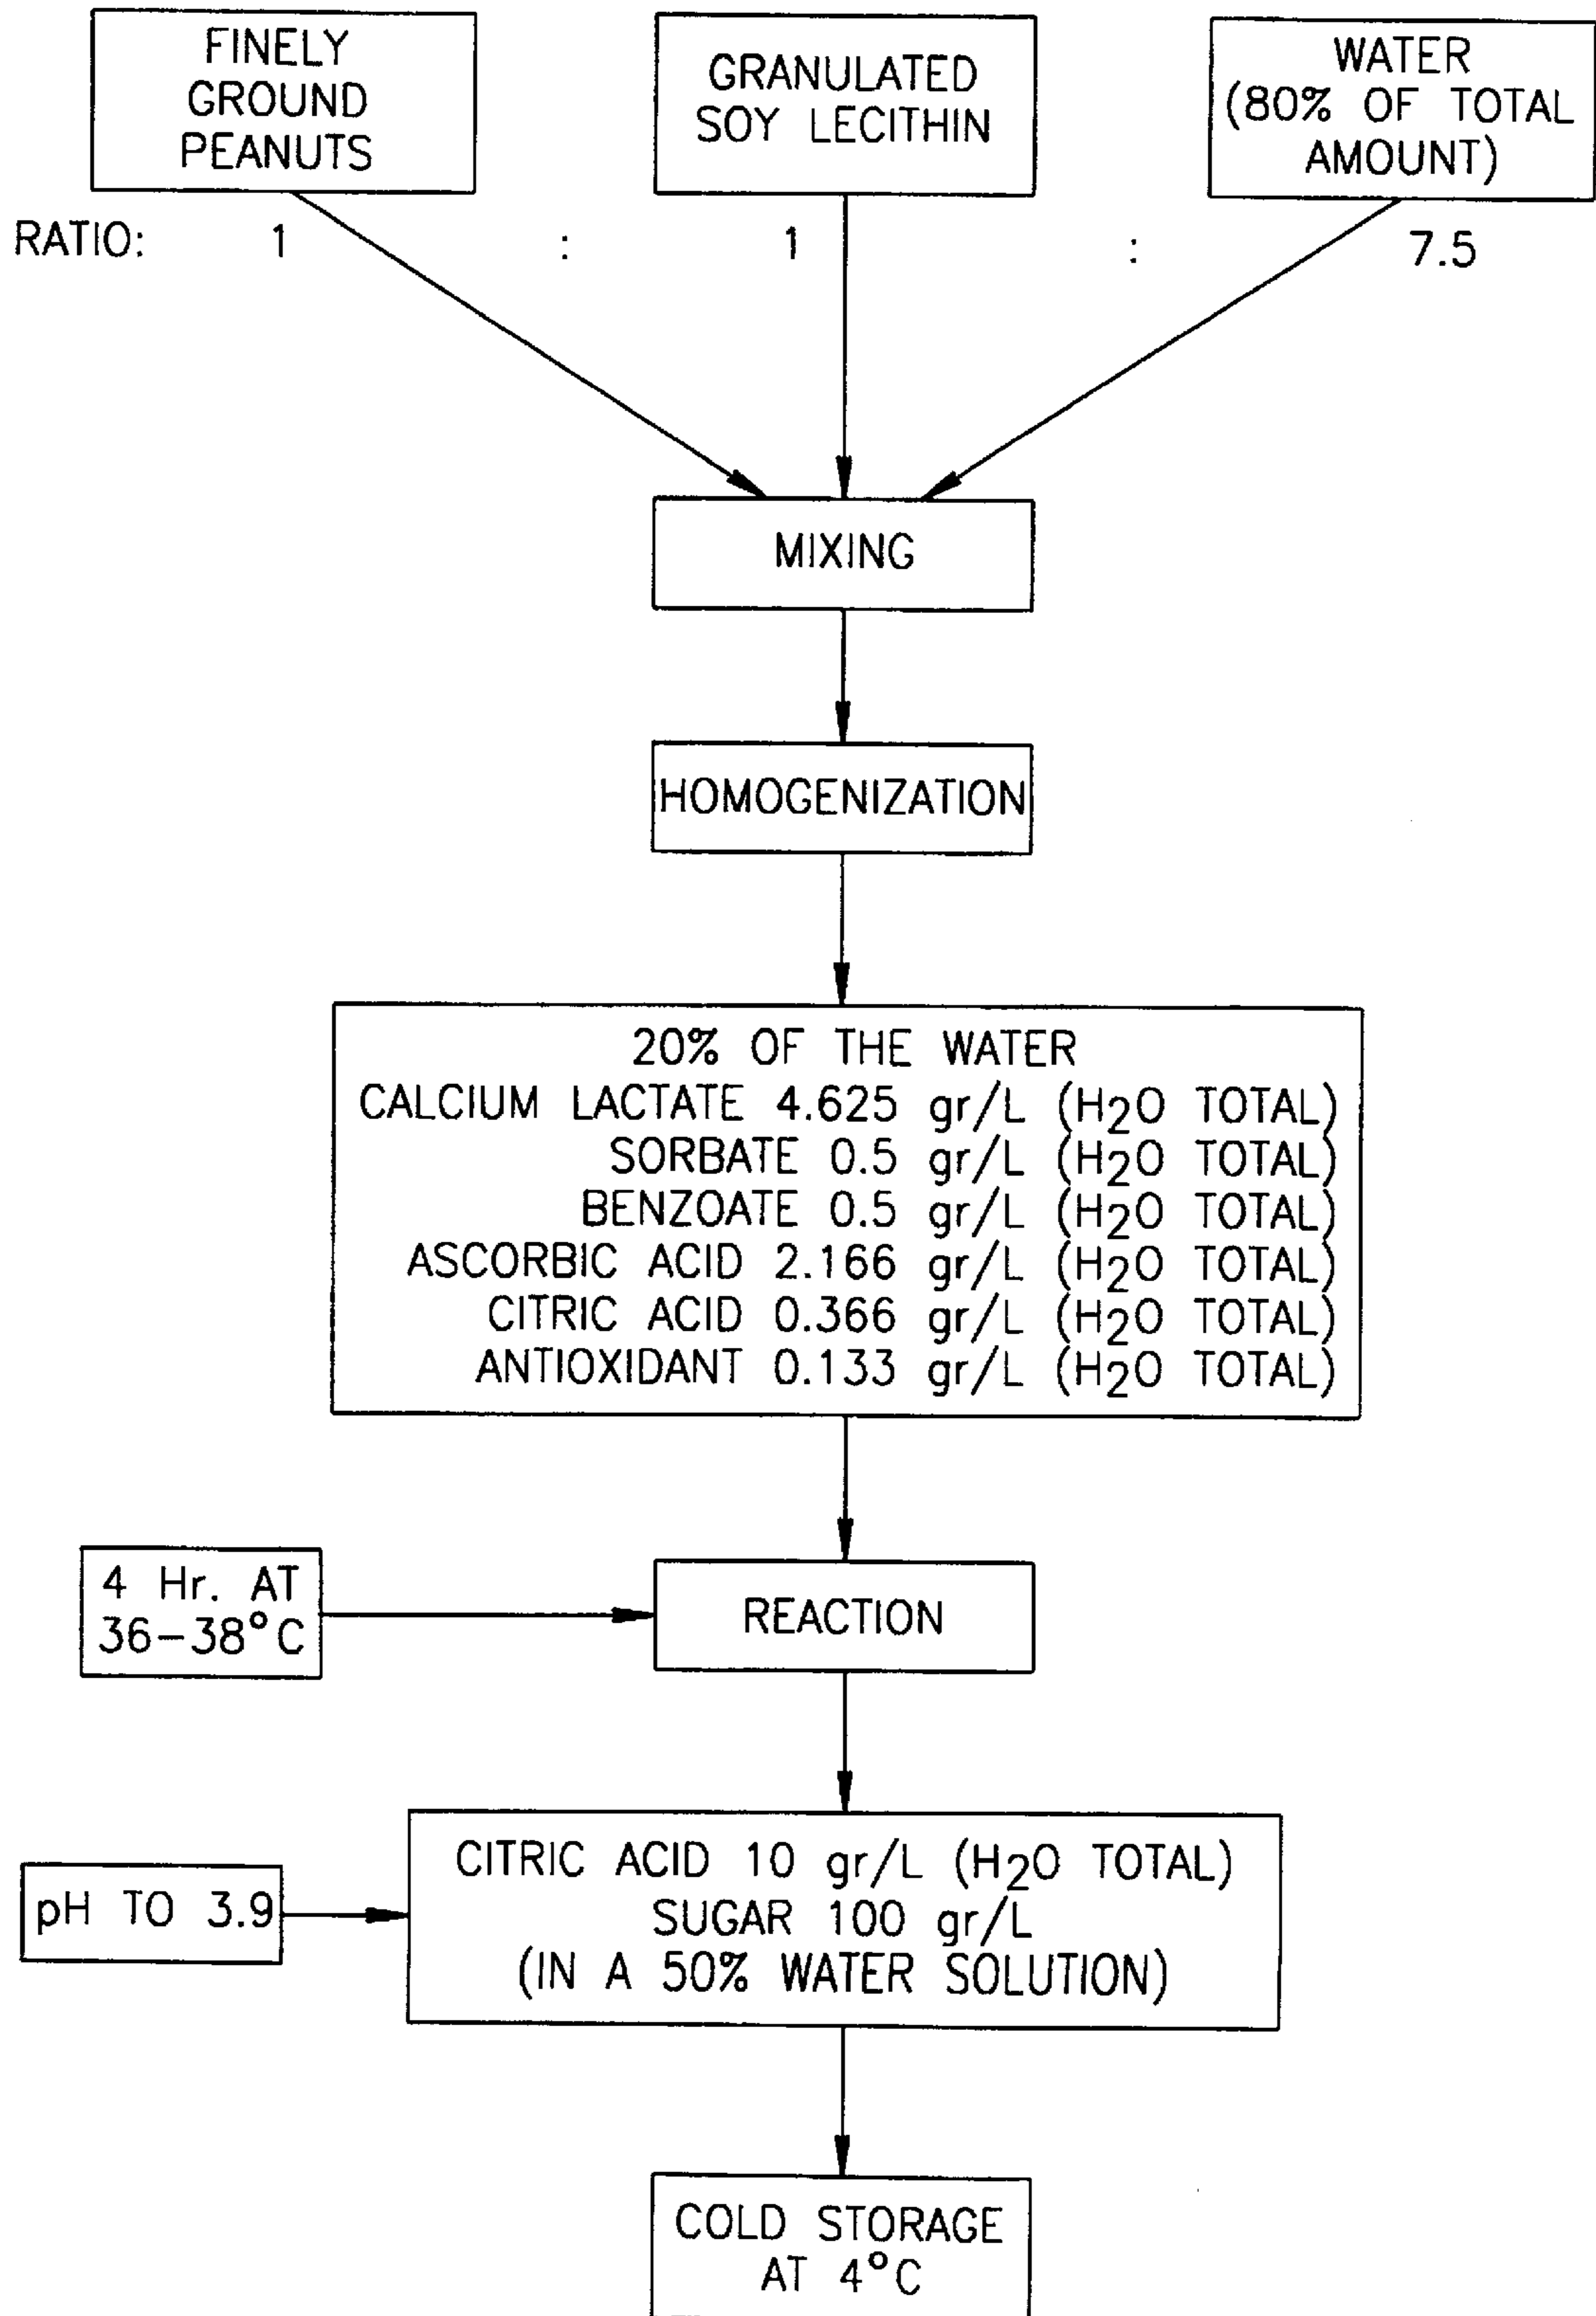 FINELY
GROUND
PEANUTS
GRANULATED
SOY LECITHIN
WATER
(80% OF TOTAL
AMOUNT)
RATIO: 1 : 1 : 7.5
MIXING
HOMOGENIZATION
20% OF THE WATER
CALCIUM LACTATE 4.625 gr/L (H2O TOTAL)
SORBATE 0.5 gr/L (H2O TOTAL)
BENZOATE 0.5 gr/L (H2O TOTAL)
ASCORBIC ACID 2.166 gr/L (H2O TOTAL)
CITRIC ACID 0.366 gr/L (H2O TOTAL)
ANTIOXIDANT 0.133 gr/L (H2O TOTAL)
4 Hr. AT
36-38°C
REACTION
pH TO 3.9
CITRIC ACID 10 gr/L (H2O TOTAL)
SUGAR 100 gr/L
(IN A 50% WATER SOLUTION)
COLD STORAGE
AT 4°C